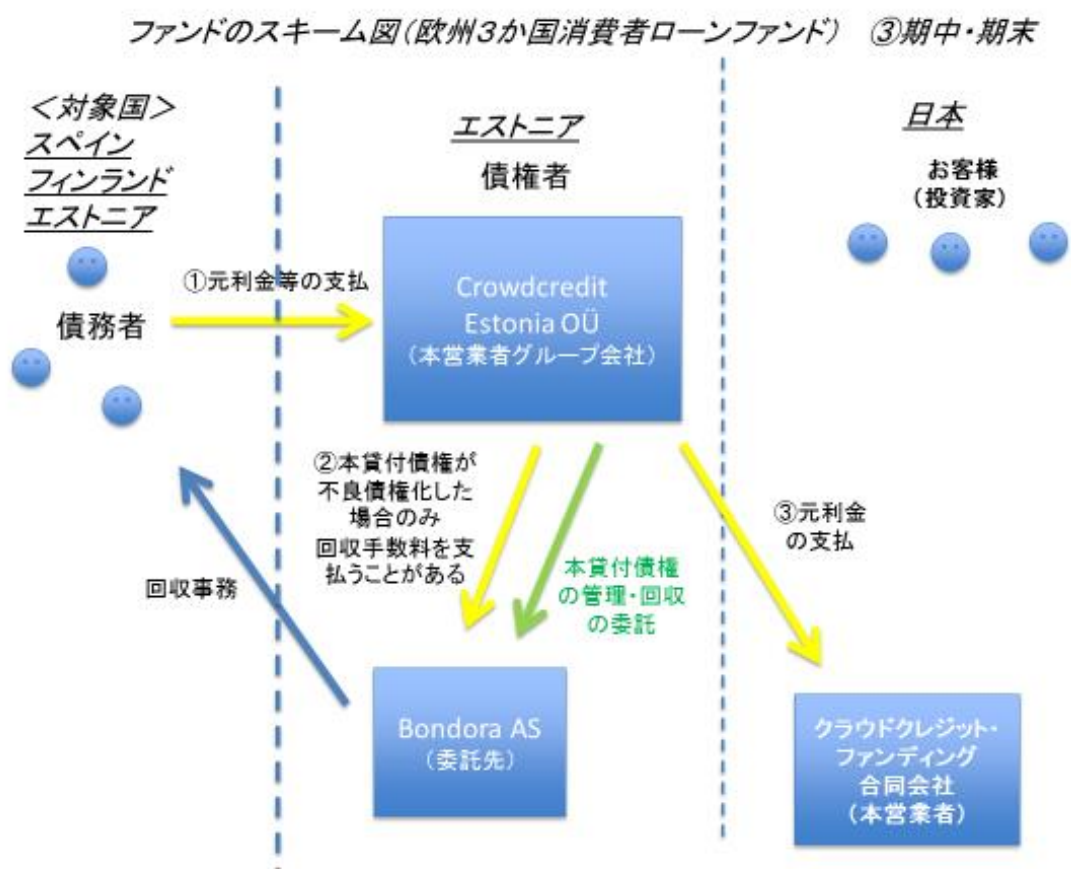 ファンドのスキーム図(欧州3か国消費者ローンファンド) ③期中・期末
<対象国>
スペイン
フィンランド
エストニア
債務者
①元利金等の支払
エストニア
債権者
Crowdcredit
Estonia OÜ
(本営業者グループ会社)
日本
お客様
(投資家)
②本貸付債権が
不良債権化した
場合のみ
回収手数料を支
払うことがある
本貸付債権
の管理・回収
の委託
③元利金
の支払
回収事務
Bondora AS
(委託先)
クラウドクレジット・
ファンディング
合同会社
(本営業者)